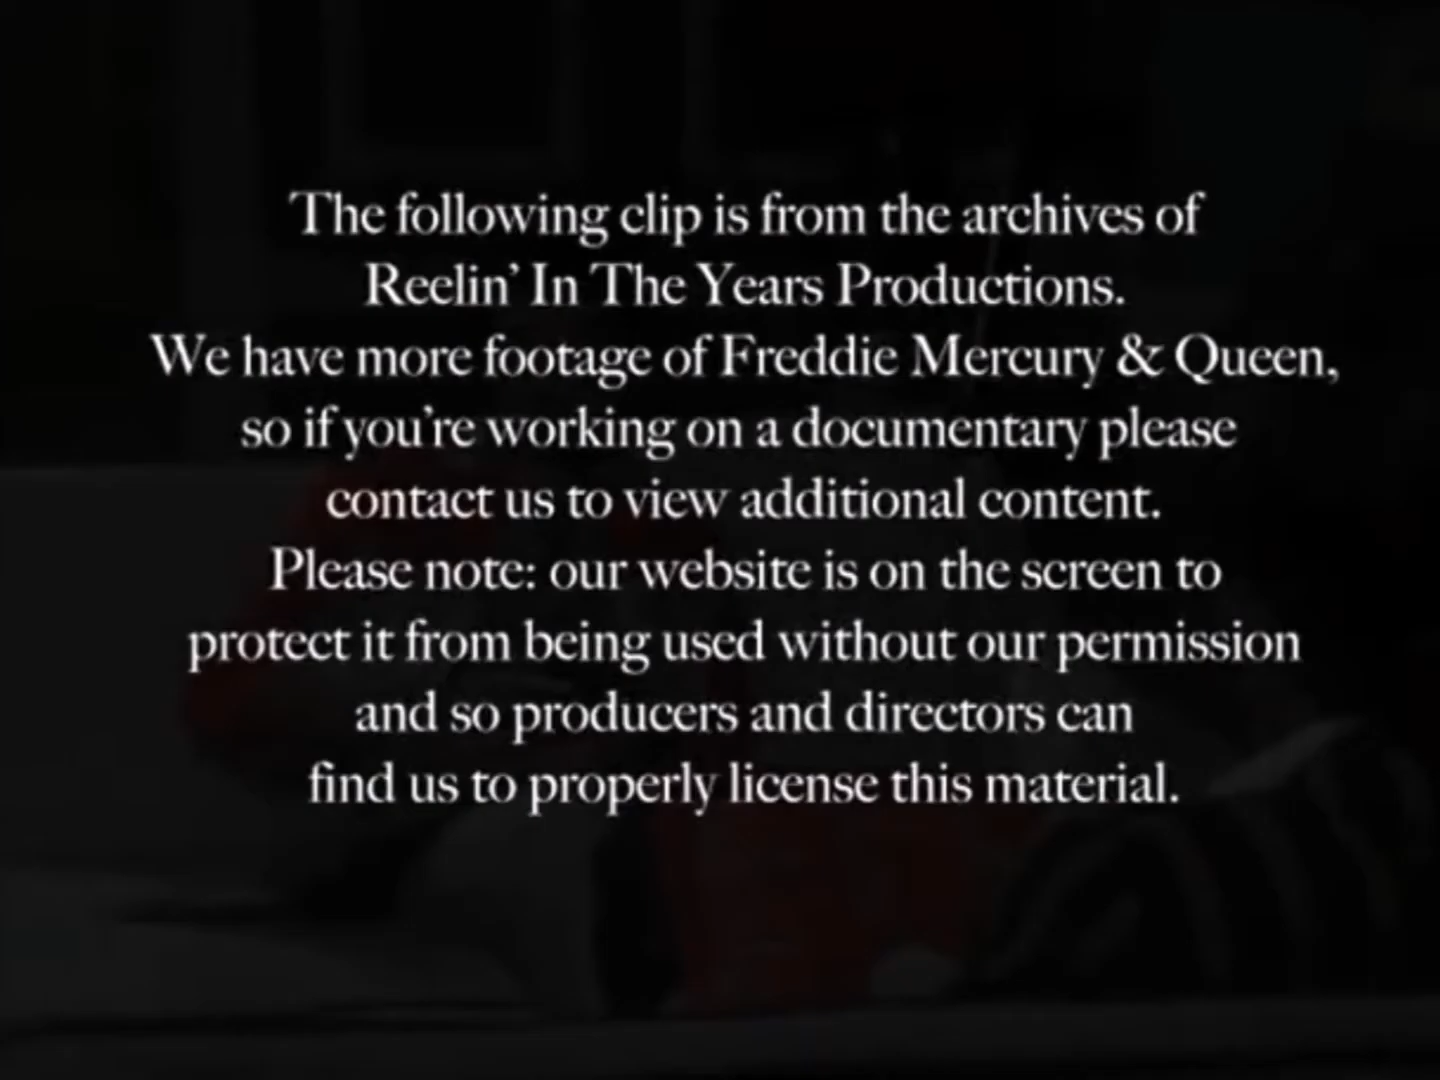 The following clip is from the archives of
Reelin’ In The Years Productions.
We have more footage of Freddie Mercury & Queen,
so if you’re working on a documentary please
contact us to view additional content.
Please note: our website is on the screen to
protect it from being used without our permission
and so producers and directors can
find us to properly license this material.